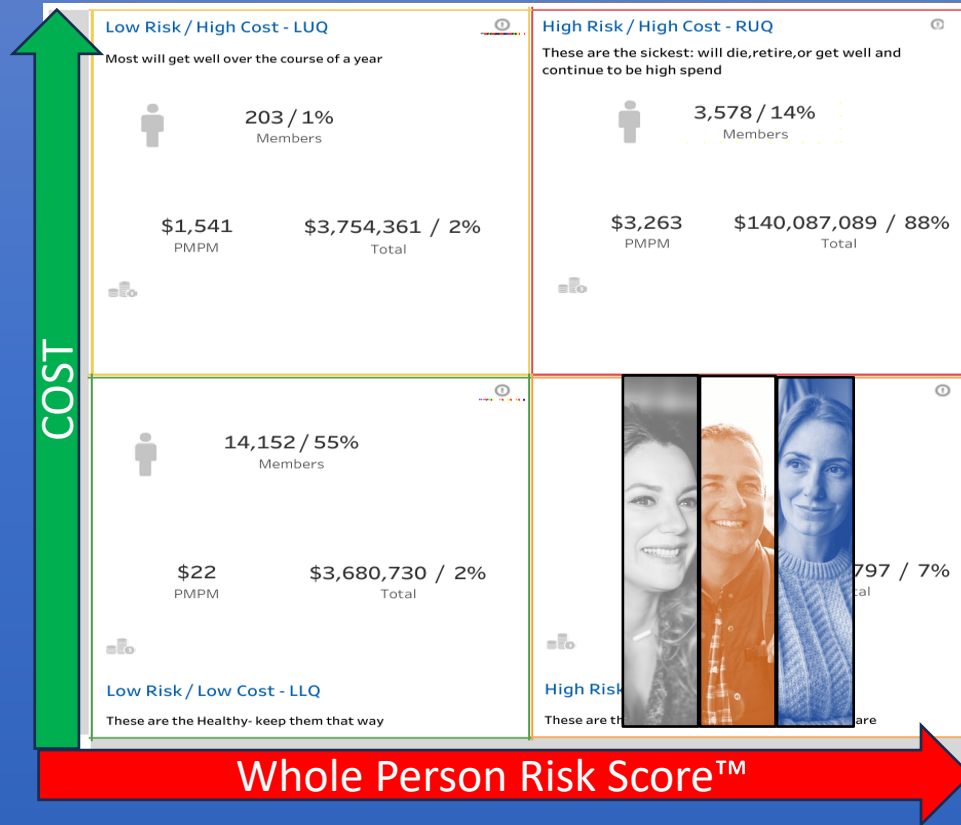 Low Risk / High Cost - LUQ
Most will get well over the course of a year
203 / 1%
Members
$1,541
PMPM
$3,754,361 / 2%
Total
High Risk / High Cost - RUQ
These are the sickest: will die,retire,or get well and
continue to be high spend
3,578 / 14%
Members
$3,263
PMPM
$140,087,089 / 88%
Total
COST
14,152 / 55%
Members
$22
PMPM
$3,680,730 / 2%
Total
Low Risk / Low Cost - LLQ
These are the Healthy- keep them that way
797 / 7%
High Risk
These are
are
Whole Person Risk Score™